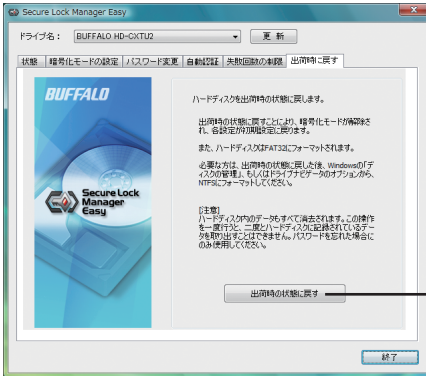 Secure Lock Manager Easy
ドライブ名： BUFFALO HD-CXTU2 更 新
状態 暗号化モードの設定 パスワード変更 自動認証 失敗回数の制限 出荷時に戻す
BUFFALO
ハードディスクを出荷時の状態に戻します。
出荷時の状態に戻すことにより、暗号化モードが解除さ
れ、各設定が初期設定に戻ります。
また、ハードディスクはFAT32にフォーマットされます。
必要な方は、出荷時の状態に戻した後、Windowsの｢デ
ィスクの管理｣、もしくはドライブナビゲータのオプションから、
NTFSにフォーマットしてください。
Secure Lock
Manager
Easy
[注意]
ハードディスク内のデータもすべて消去されます。この操作
を一度行うと、二度とハードディスクに記録されているデー
タを取り出すことはできません。パスワードを忘れた場合に
のみ使用してください。
出荷時の状態に戻す
終了